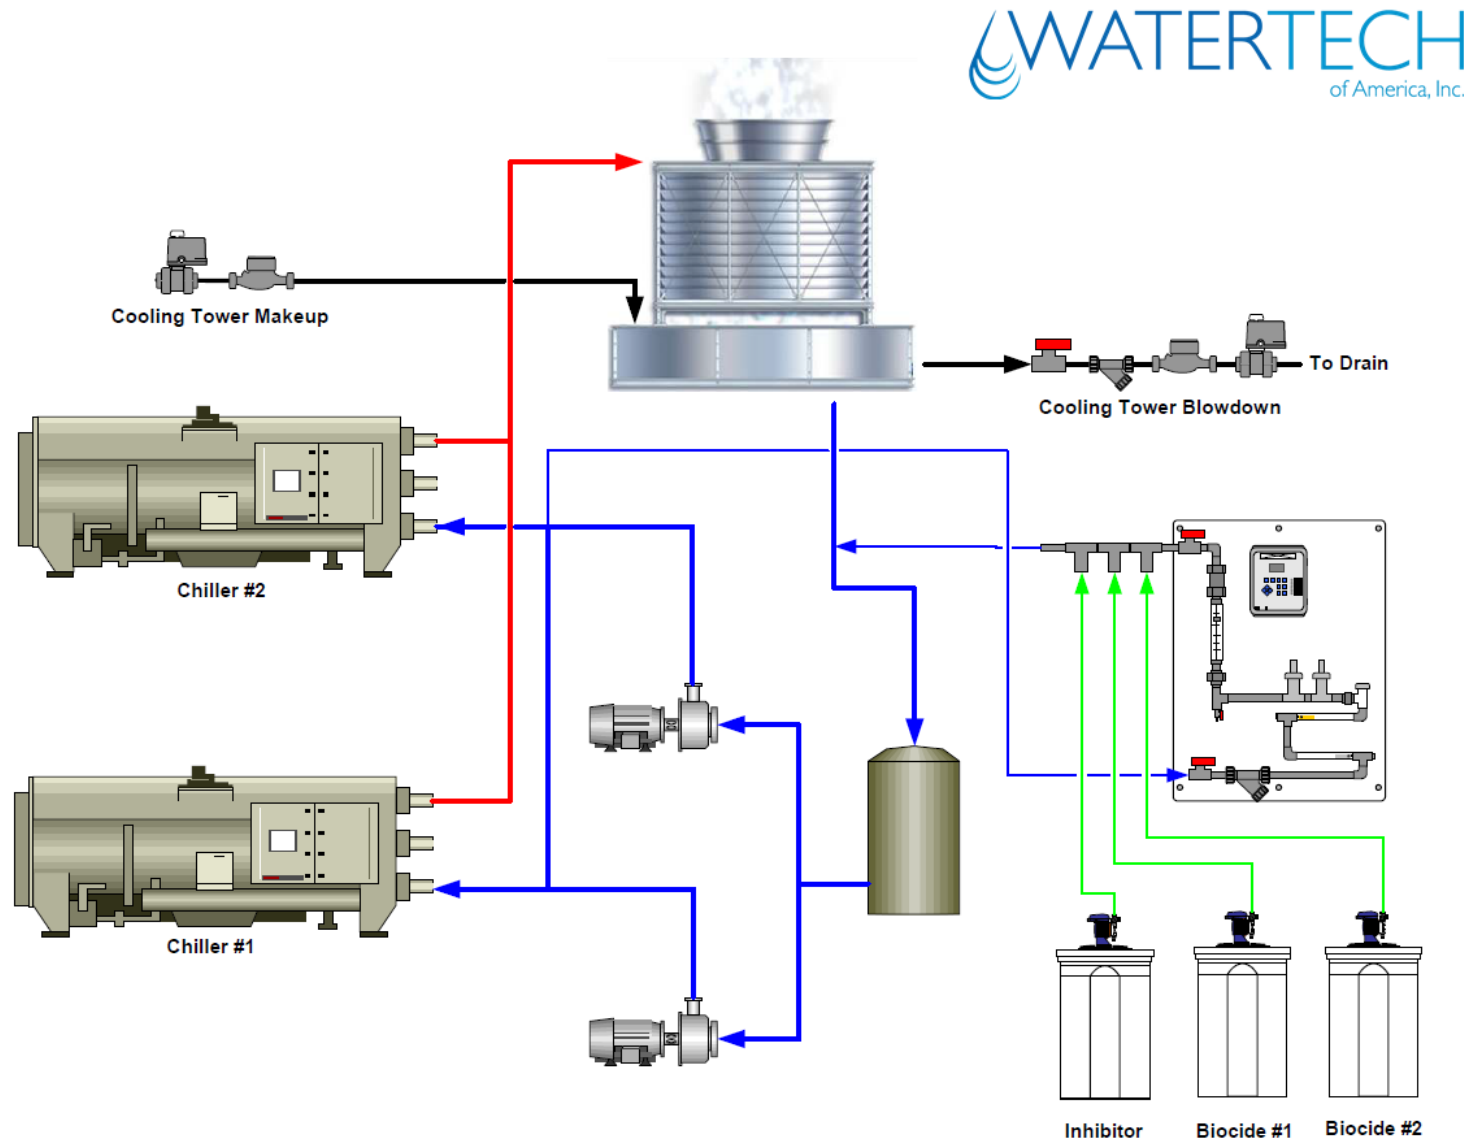 WATERTECH
of America, Inc.
Cooling Tower Makeup
To Drain
Cooling Tower Blowdown
Chiller #2
Chiller #1
Inhibitor
Biocide #1
Biocide #2